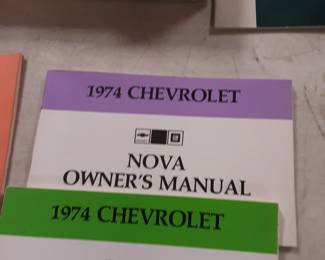 1974 CHEVROLET
NOVA
OWNER'S MANUAL
1974 CHEVROLET